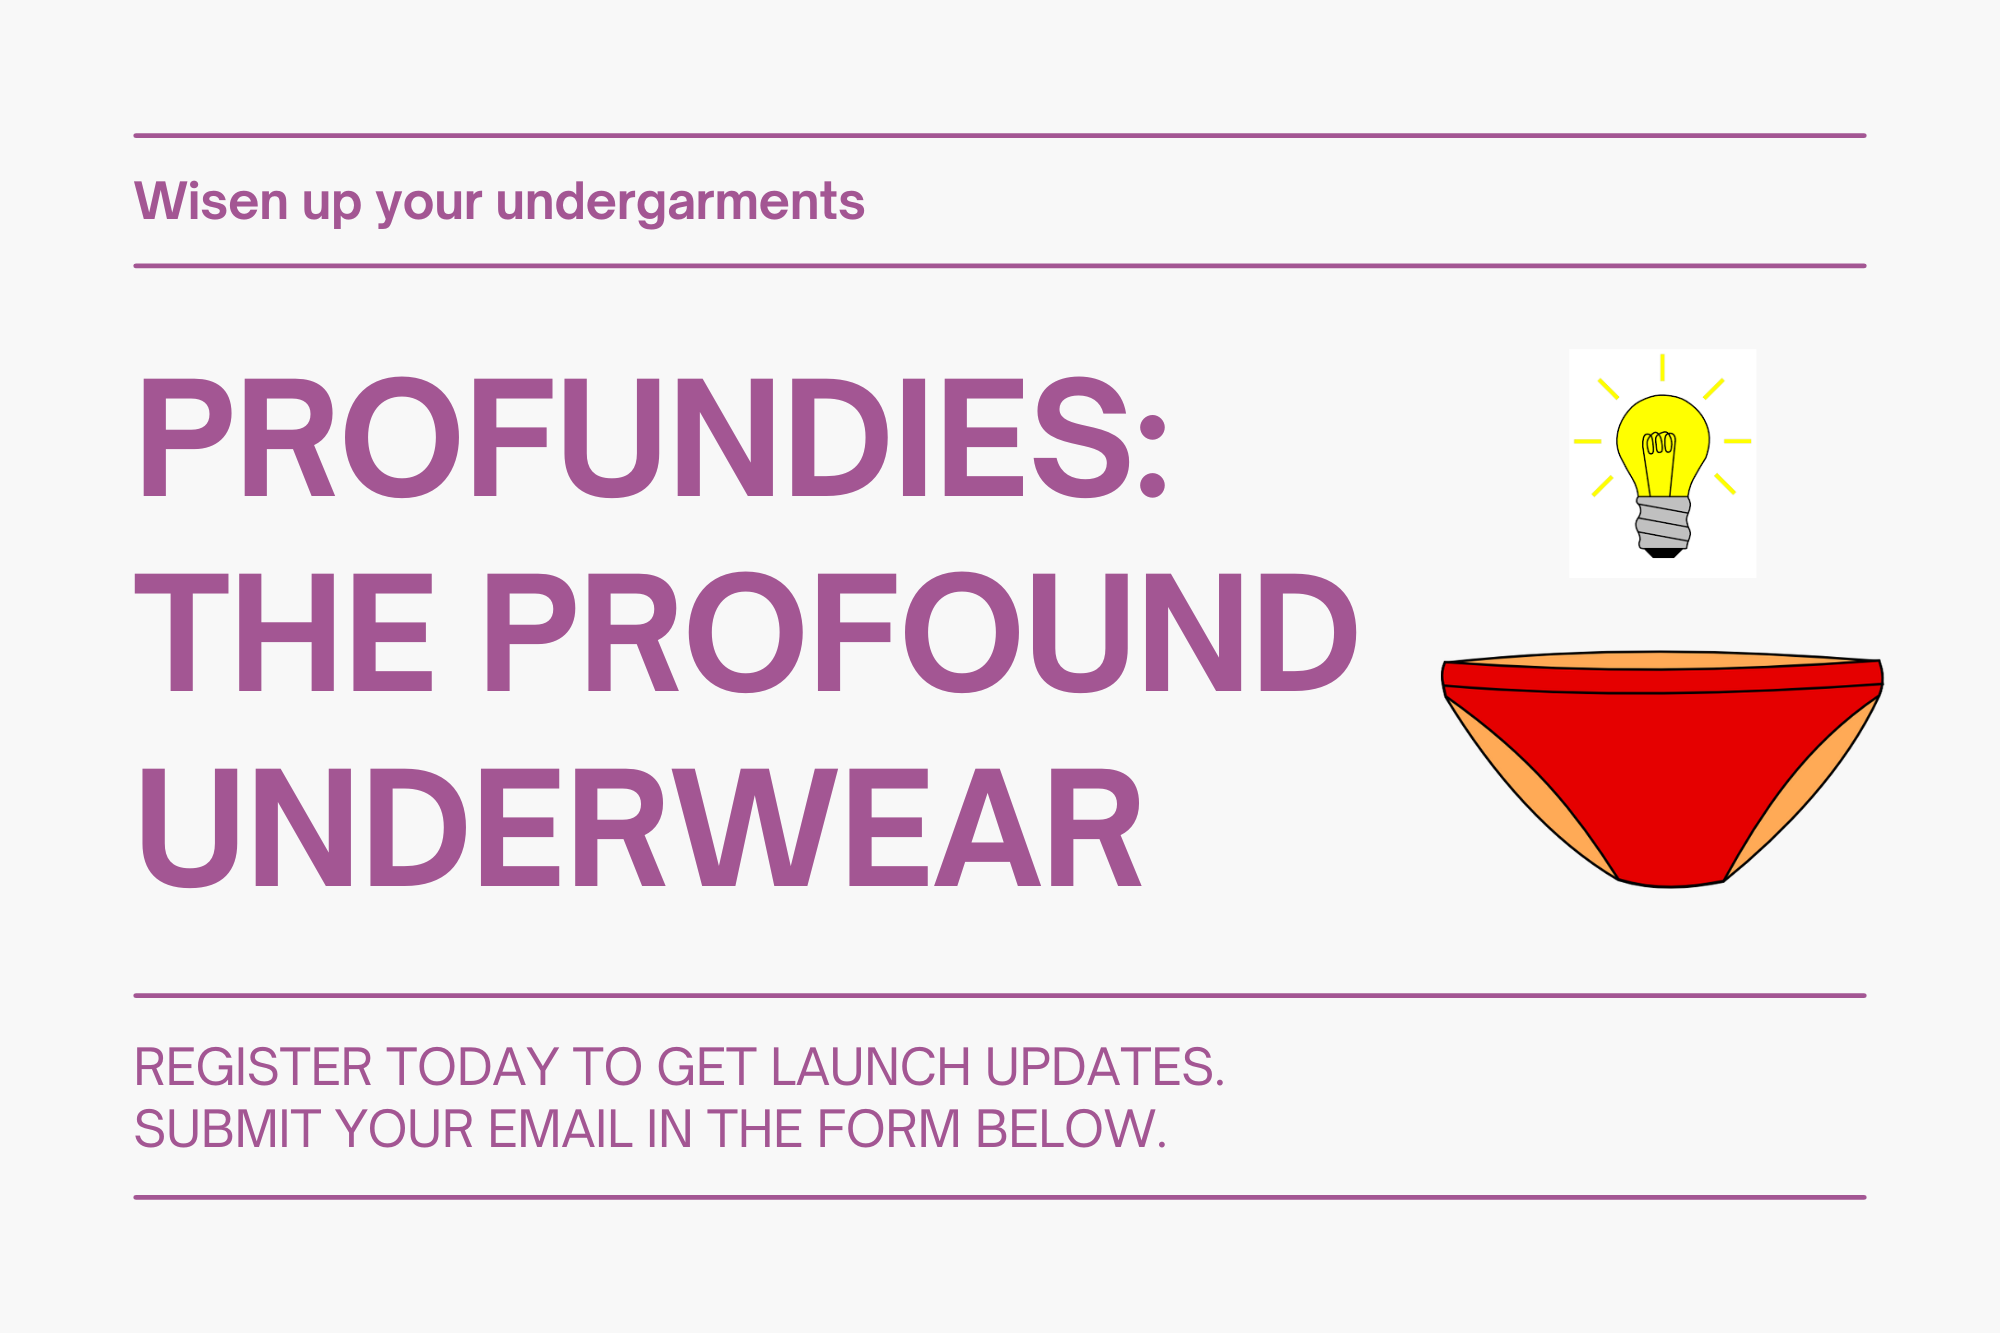 Wisen up your undergarments
PROFUNDIES:
THE PROFOUND
UNDERWEAR
REGISTER TODAY TO GET LAUNCH UPDATES.
SUBMIT YOUR EMAIL IN THE FORM BELOW.